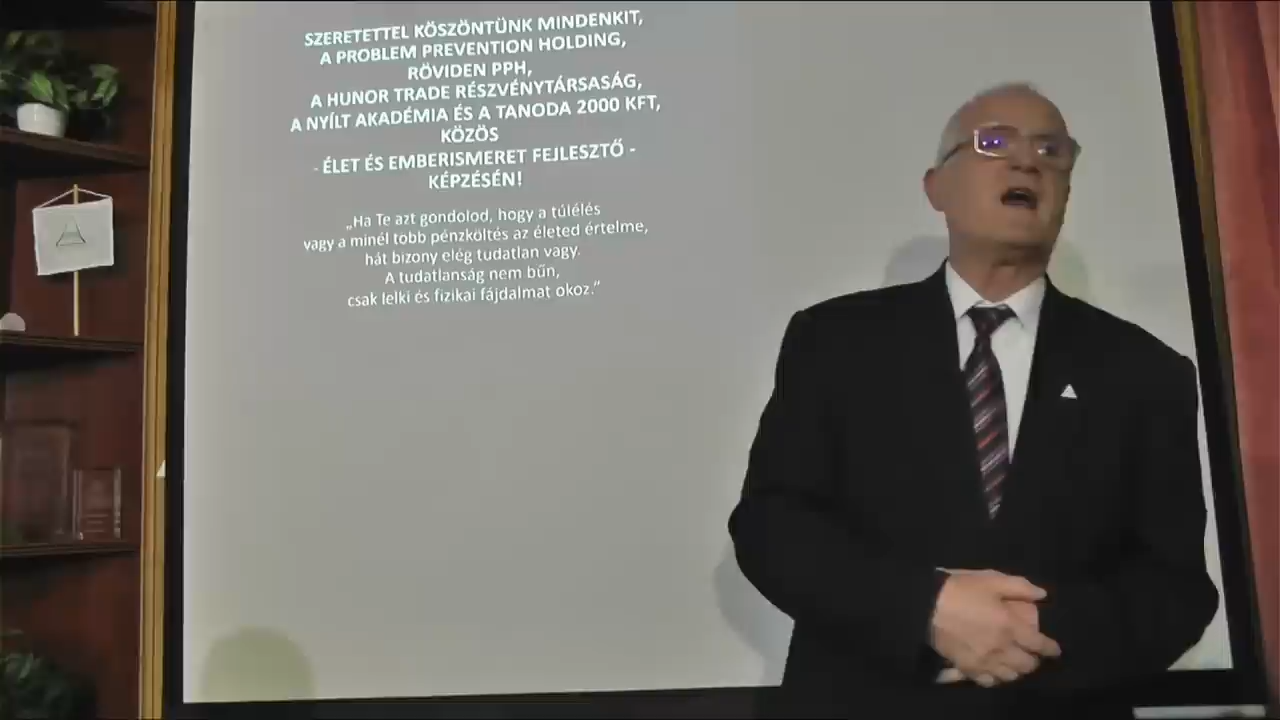 SZERETETTEL KÖSZÖNTÜNK MINDENKIT,
A PROBLEM PREVENTION HOLDING,
RÖVIDEN PPH,
A HUNOR TRADE RÉSZVÉNYTÁRSASÁG,
A NYÍLT AKADÉMIA ÉS A TANODA 2000 KFT,
KÖZÖS
- ÉLET ÉS EMBERISMERET FEJLESZTŐ -
KÉPZÉSÉN!
„Ha Te azt gondolod, hogy a túlélés
vagy a minél több pénzköltés az életed értelme,
hát bizony elég tudatlan vagy.
A tudatlanság nem bűn,
csak lelki és fizikai fájdalmat okoz.”